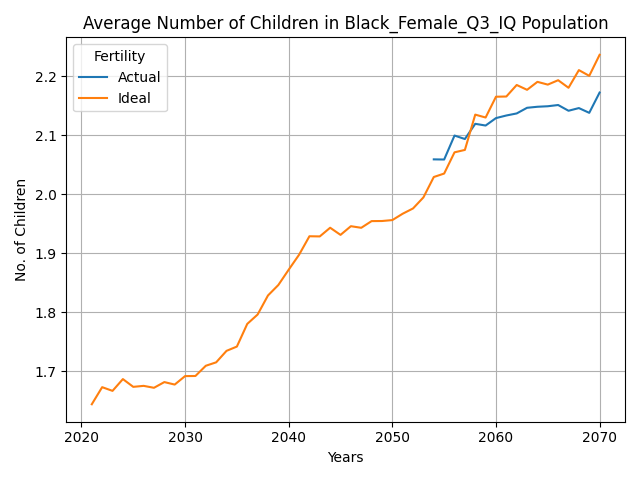 Average Number of Children in Black_Female_Q3_IQ Population
Fertility
Actual
Ideal
2.2
2.1
2.0
1.9
1.8
1.7
No. of Children
2020
2030
2040
2050
2060
2070
Years